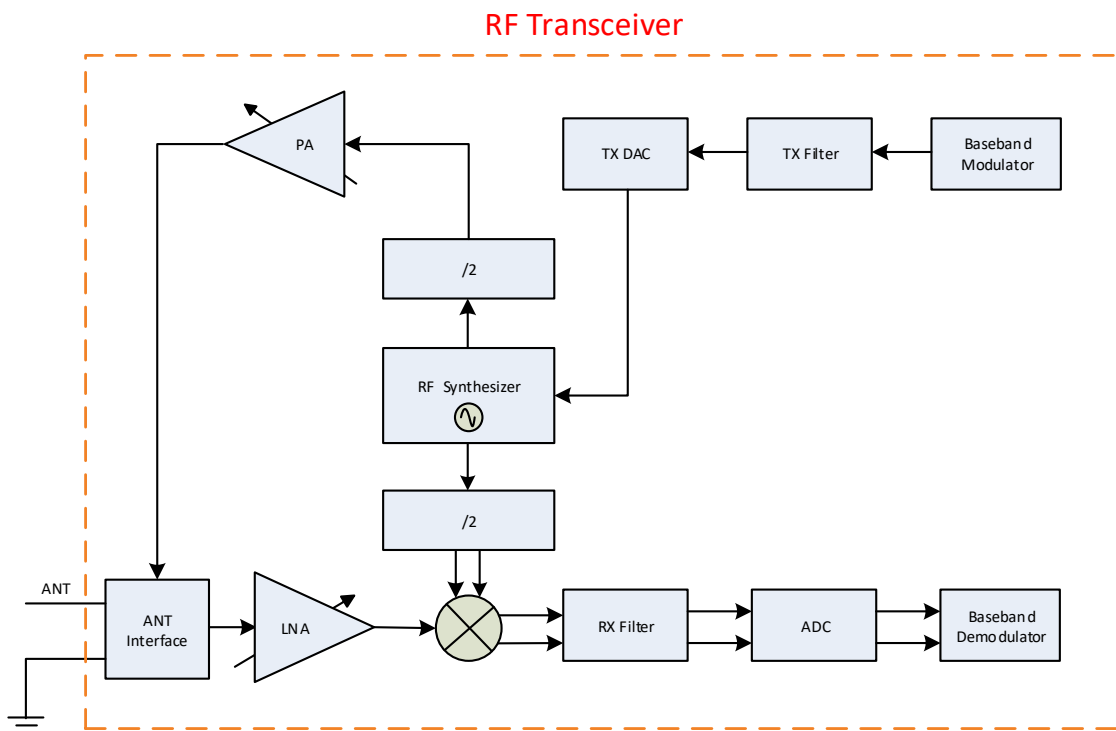 RF Transceiver
PA
TX DAC
TX Filter
Baseband
Modulator
/2
RF Synthesizer
/2
ANT
ANT
Interface
LNA
RX Filter
ADC
Baseband
Demodulator